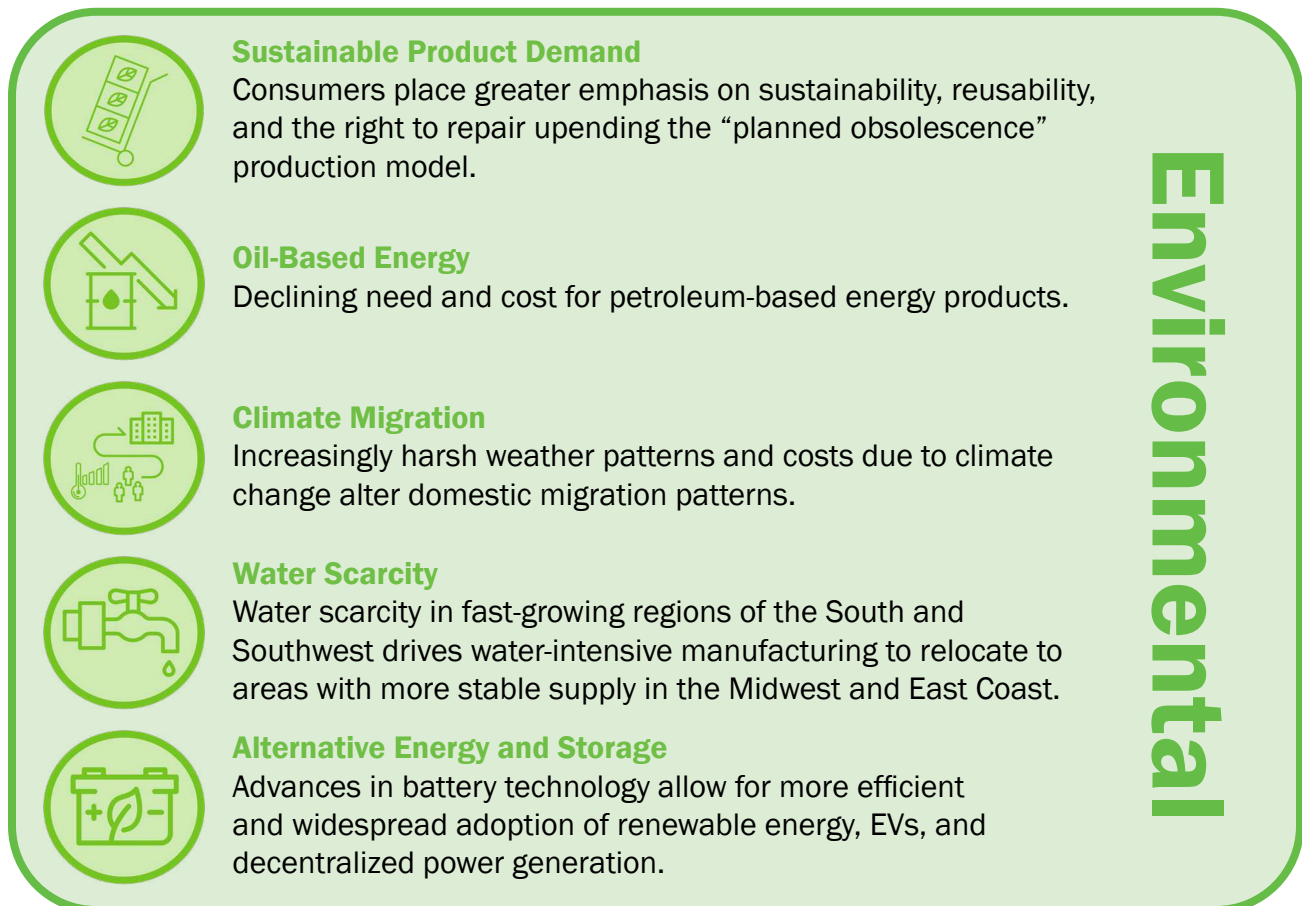 Sustainable Product Demand
Consumers place greater emphasis on sustainability, reusability,
and the right to repair upending the “planned obsolescence”
production model.
Oil-Based Energy
Declining need and cost for petroleum-based energy products.
Climate Migration
Increasingly harsh weather patterns and costs due to climate
change alter domestic migration patterns.
Water Scarcity
Water scarcity in fast-growing regions of the South and
Southwest drives water-intensive manufacturing to relocate to
areas with more stable supply in the Midwest and East Coast.
Alternative Energy and Storage
Advances in battery technology allow for more efficient
and widespread adoption of renewable energy, EVs, and
decentralized power generation.
Environmental